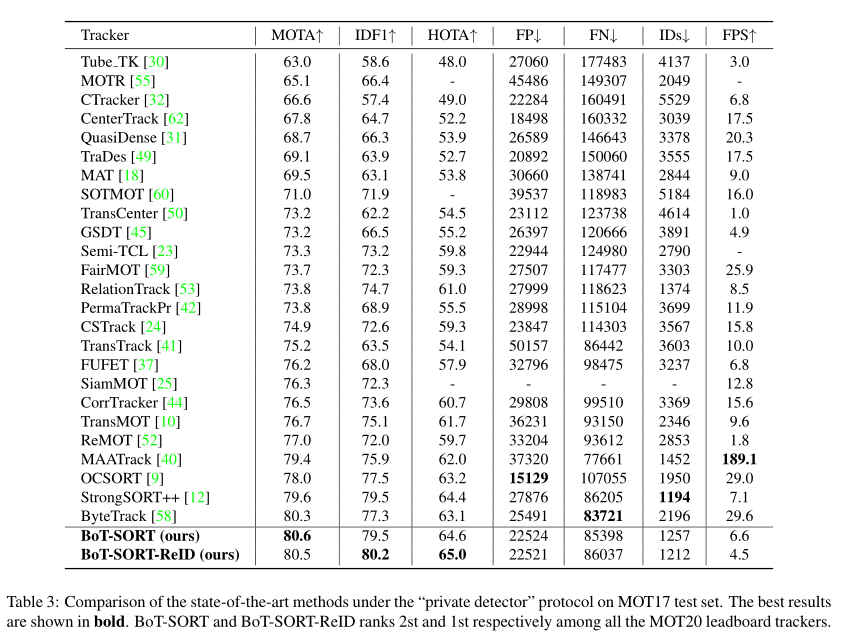 Tracker MOTA↑ IDF1↑ HOTA↑ FP↓ FN↓ IDs↓ FPS↑
Tube_TK [30] 63.0 58.6 48.0 27060 177483 4137 3.0
MOTR [55] 65.1 66.4 - 45486 149307 2049 -
CTracker [32] 66.6 57.4 49.0 22284 160491 5529 6.8
CenterTrack [62] 67.8 64.7 52.2 18498 160332 3039 17.5
QuasiDense [31] 68.7 66.3 53.9 26589 146643 3378 20.3
TraDes [49] 69.1 63.9 52.7 20892 150060 3555 17.5
MAT [18] 69.5 63.1 53.8 30660 138741 2844 9.0
SOTMOT [60] 71.0 71.9 - 39537 118983 5184 16.0
TransCenter [50] 73.2 62.2 54.5 23112 123738 4614 1.0
GSDT [45] 73.2 66.5 55.2 26397 120666 3891 4.9
Semi-TCL [23] 73.3 73.2 59.8 22944 124980 2790 -
FairMOT [59] 73.7 72.3 59.3 27507 117477 3303 25.9
RelationTrack [53] 73.8 74.7 61.0 27999 118623 1374 8.5
PermaTrackPr [42] 73.8 68.9 55.5 28998 115104 3699 11.9
CSTrack [24] 74.9 72.6 59.3 23847 114303 3567 15.8
TransTrack [41] 75.2 63.5 54.1 50157 86442 3603 10.0
FUFET [37] 76.2 68.0 57.9 32796 98475 3237 6.8
SiamMOT [25] 76.3 72.3 - - - - 12.8
CorrTracker [44] 76.5 73.6 60.7 29808 99510 3369 15.6
TransMOT [10] 76.7 75.1 61.7 36231 93150 2346 9.6
ReMOT [52] 77.0 72.0 59.7 33204 93612 2853 1.8
MAATrack [40] 79.4 75.9 62.0 37320 77661 1452 189.1
OCSORT [9] 78.0 77.5 63.2 15129 107055 1950 29.0
StrongSORT++ [12] 79.6 79.5 64.4 27876 86205 1194 7.1
ByteTrack [58] 80.3 77.3 63.1 25491 83721 2196 29.6
BoT-SORT (ours) 80.6 79.5 64.6 22524 85398 1257 6.6
BoT-SORT-ReID (ours) 80.5 80.2 65.0 22521 86037 1212 4.5
Table 3: Comparison of the state-of-the-art methods under the “private detector” protocol on MOT17 test set. The best results
are shown in bold. BoT-SORT and BoT-SORT-ReID ranks 2st and 1st respectively among all the MOT20 leadboard trackers.